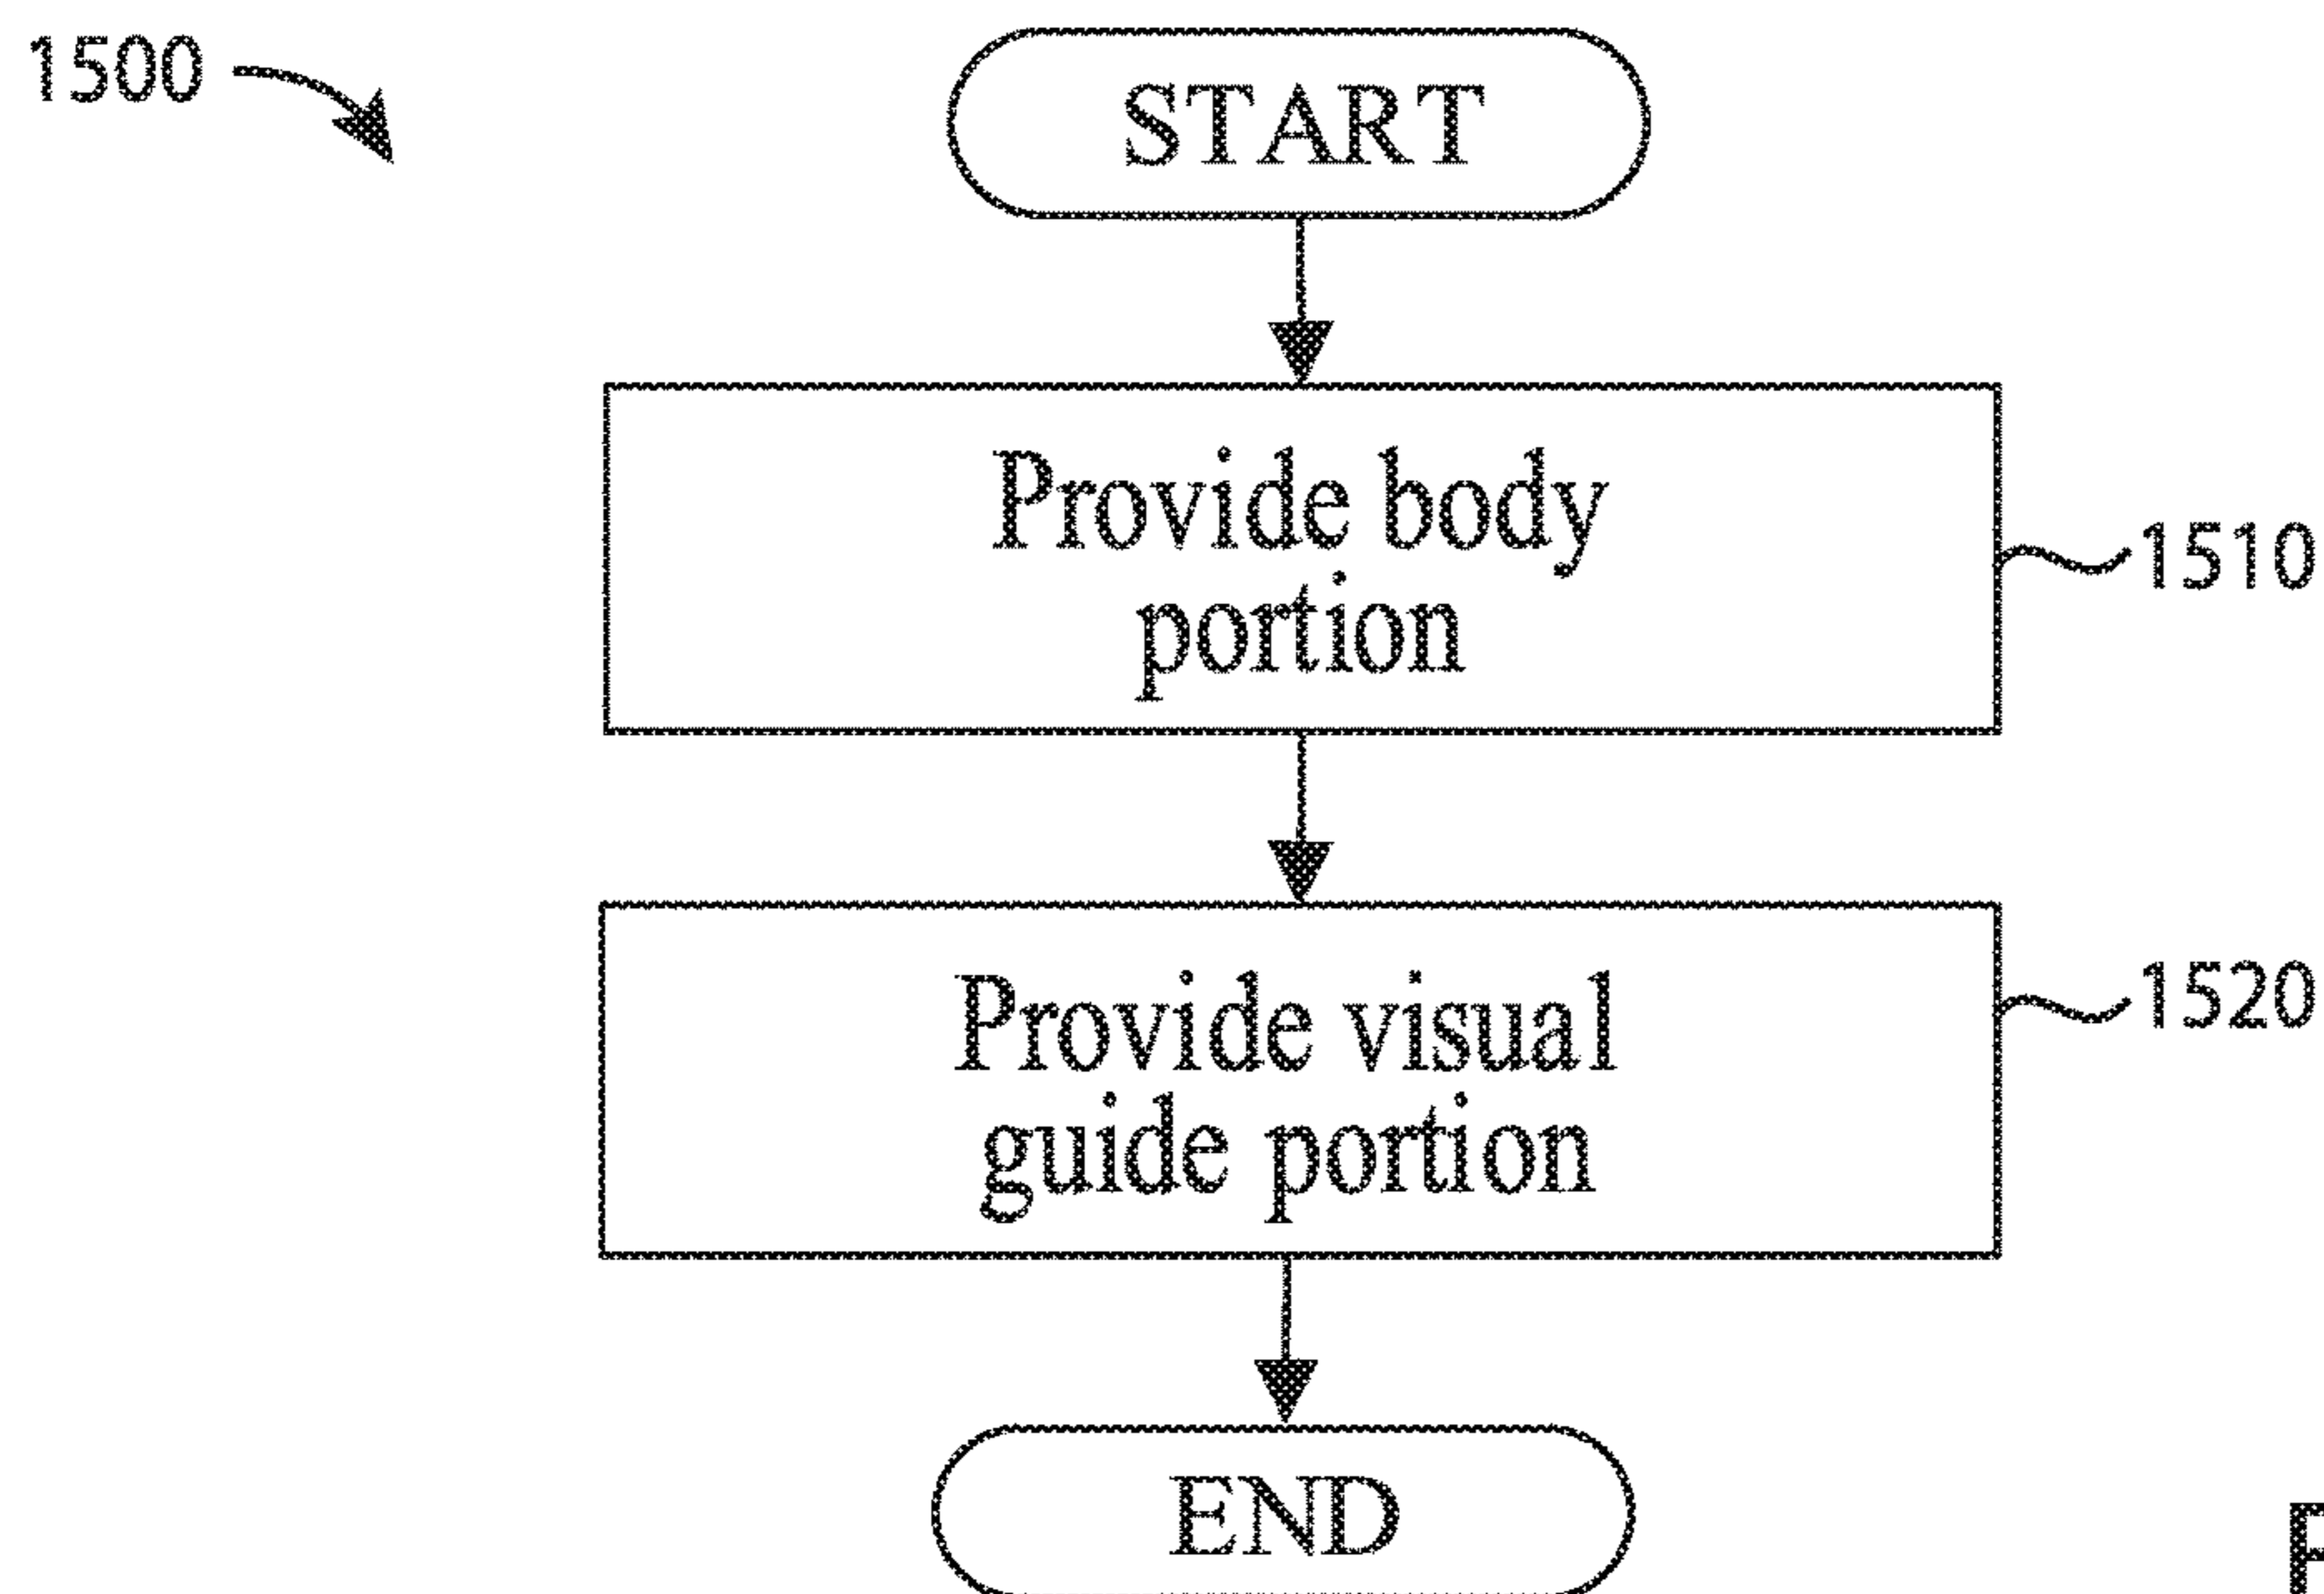 1500
START
Provide body
portion
1510
Provide visual
guide portion
1520
END